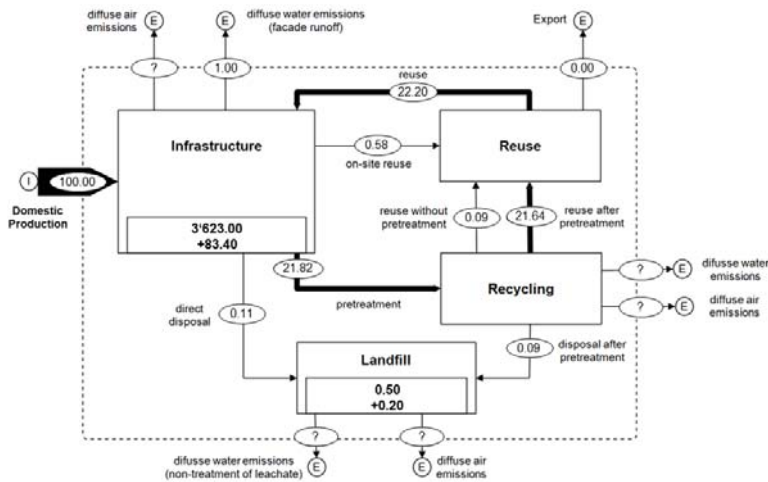 diffuse air
emissions
E
E
diffuse water emissions
(facade runoff)
Export
E
?
1.00
0.00
reuse
22.20
Infrastructure
0.58
on-site reuse
Reuse
I
100.00
Domestic
Production
3'623.00
+83.40
reuse without
pretreatment
0.09
21.64
reuse after
pretreatment
21.82
pretreatment
Recycling
?
E
difusse water
emissions
?
E
diffuse air
emissions
direct
disposal
0.11
0.09
disposal after
pretreatment
Landfill
0.50
+0.20
?
?
difusse water emissions
(non-treatment of leachate)
E
E
diffuse air
emissions